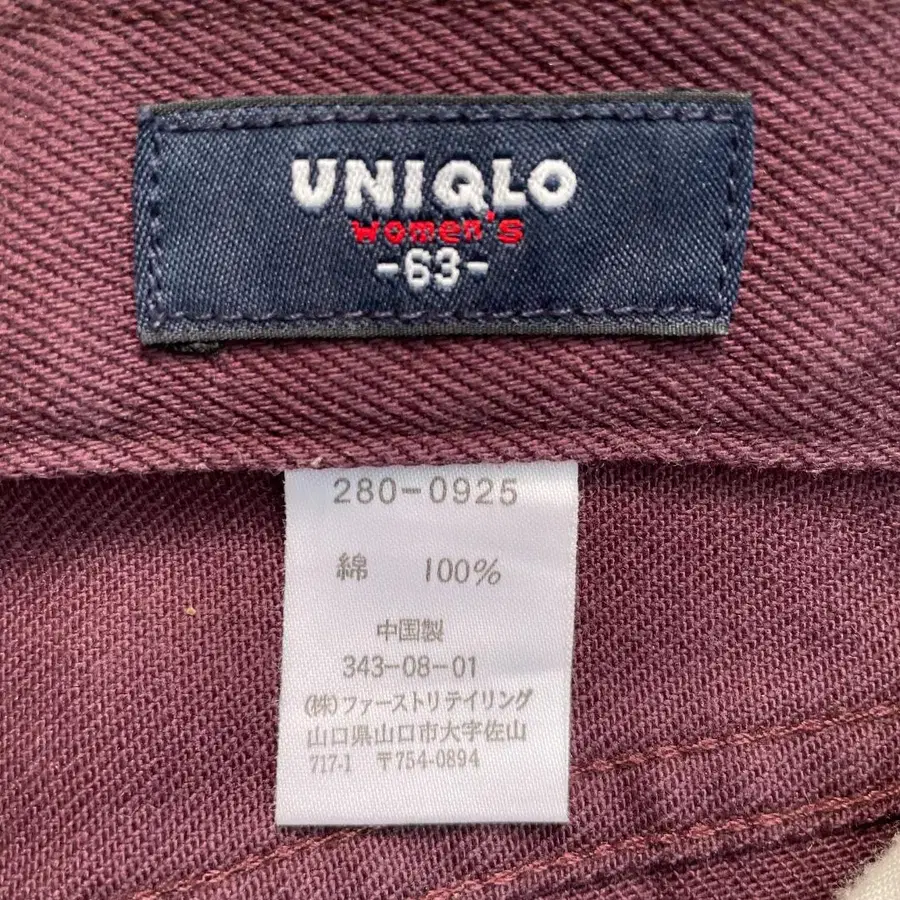 UNIQLO
women's
-63-
280-0925
綿 100%
中国製
343-08-01
(株)ファーストリテイリング
山口県山口市大字佐山
717-1 〒754-0894